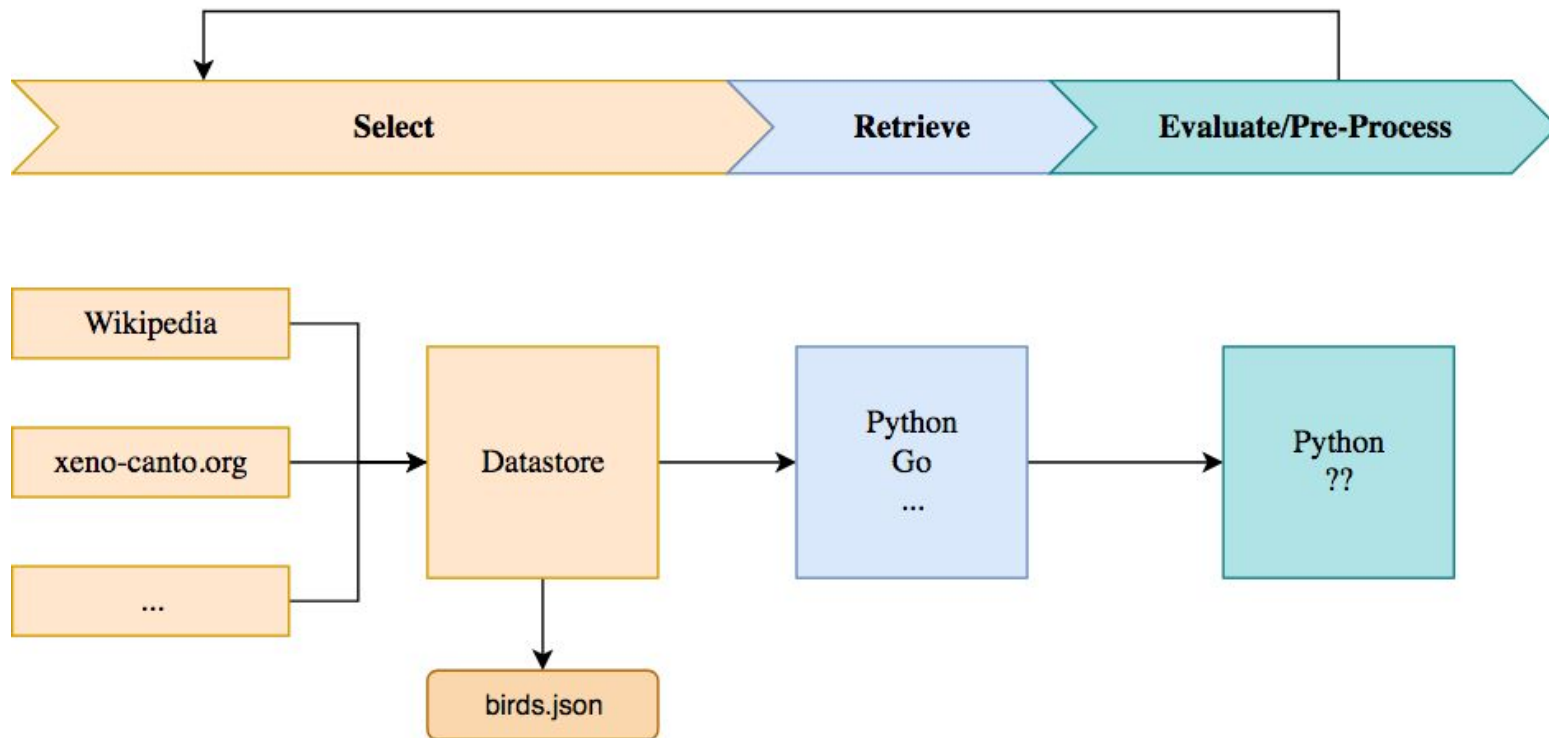 Select
Retrieve
Evaluate/Pre-Process
Wikipedia
xeno-canto.org
...
Datastore
birds.json
Python
Go
...
Python
??